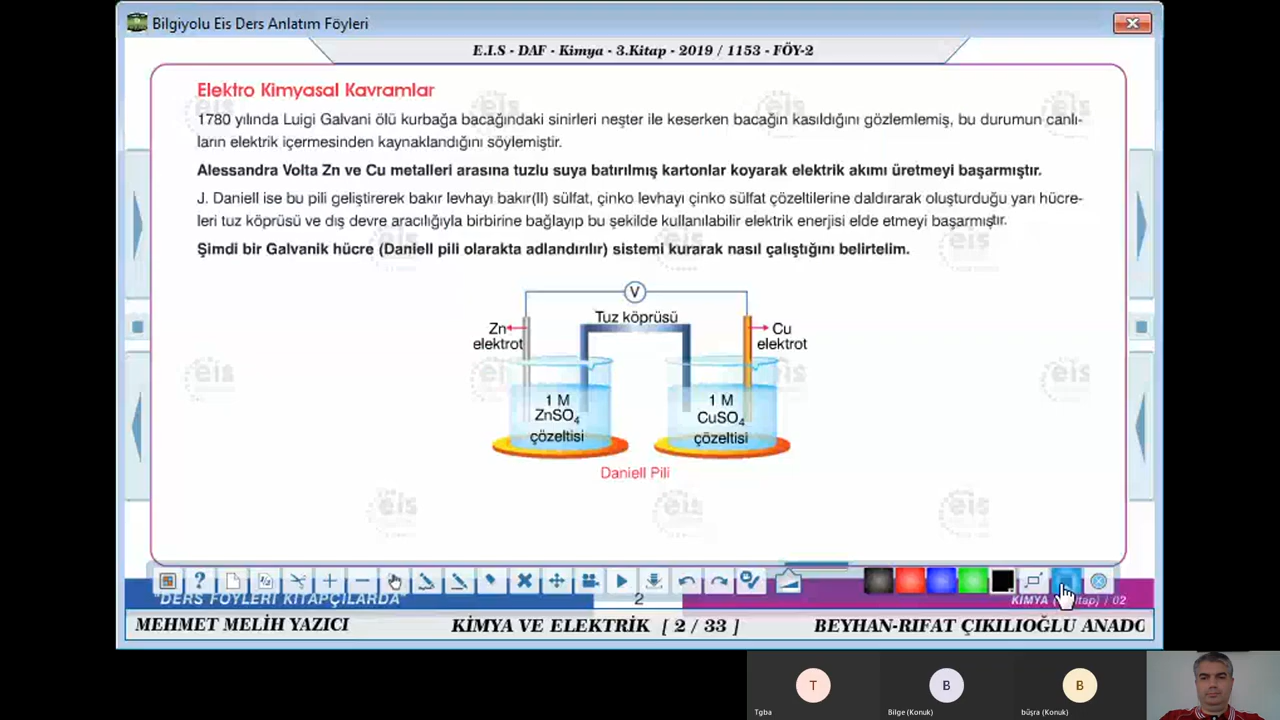 Bilgiyolu Eis Ders Anlatım Föyleri
E.I.S - DAF - Kimya - 3.Kitap - 2019 / 1153 - FÖY-2
Elektro Kimyasal Kavramlar
1780 yılında Luigi Galvani ölü kurbağa bacağındaki sinirleri neşter ile keserken bacağın kasıldığını gözlemlemiş, bu durumun canlı-
ların elektrik içermesinden kaynaklandığını söylemiştir.
Alessandra Volta Zn ve Cu metalleri arasına tuzlu suya batırılmış kartonlar koyarak elektrik akımı üretmeyi başarmıştır.
J. Daniell ise bu pili geliştirerek bakır levhayı bakır(II) sülfat, çinko levhayı çinko sülfat çözeltilerine daldırarak oluşturduğu yarı hücre-
leri tuz köprüsü ve dış devre aracılığıyla birbirine bağlayıp bu şekilde kullanılabilir elektrik enerjisi elde etmeyi başarmıştır.
Şimdi bir Galvanik hücre (Daniell pili olarakta adlandırılır) sistemi kurarak nasıl çalıştığını belirtelim.
V
Tuz köprüsü
Zn
elektrot
Cu
elektrot
1 M
ZnSO4
çözeltisi
1 M
CuSO4
çözeltisi
Daniell Pili
eis
"DERS FÖYLERİ KİTAPÇILARDA
2
KİMYA / 02
MEHMET MELİH YAZICI
KİMYA VE ELEKTRİK [ 2 / 33 ]
BEYHAN-RIFAT ÇIKILIOĞLU ANADO
T
B
B
Tgba
Bilge (Konuk)
büşra (Konuk)